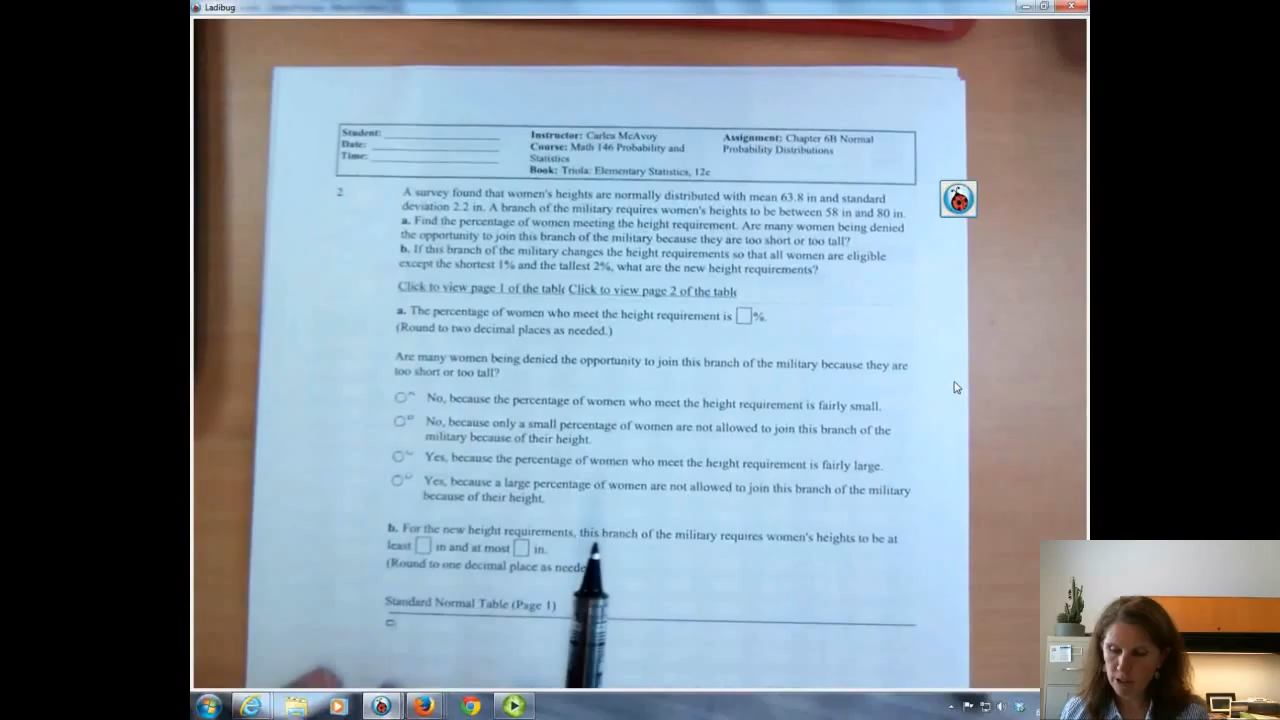 Ladibug
Student:
Date:
Time:
Instructor: Carlea McAvoy
Course: Math 146 Probability and
Statistics
Book: Triola: Elementary Statistics, 12e
Assignment: Chapter 6B Normal
Probability Distributions
2. A survey found that women's heights are normally distributed with mean 63.8 in and standard
deviation 2.2 in. A branch of the military requires women's heights to be between 58 in and 80 in.
a. Find the percentage of women meeting the height requirement. Are many women being denied
the opportunity to join this branch of the military because they are too short or too tall?
b. If this branch of the military changes the height requirements so that all women are eligible
except the shortest 1% and the tallest 2%, what are the new height requirements?
Click to view page 1 of the table Click to view page 2 of the table
a. The percentage of women who meet the height requirement is %.
(Round to two decimal places as needed.)
Are many women being denied the opportunity to join this branch of the military because they are
too short or too tall?
No, because the percentage of women who meet the height requirement is fairly small.
No, because only a small percentage of women are not allowed to join this branch of the
military because of their height.
Yes, because the percentage of women who meet the height requirement is fairly large.
Yes, because a large percentage of women are not allowed to join this branch of the military
because of their height.
b. For the new height requirements, this branch of the military requires women's heights to be at
least in and at most in.
(Round to one decimal place as neede
Standard Normal Table (Page 1)